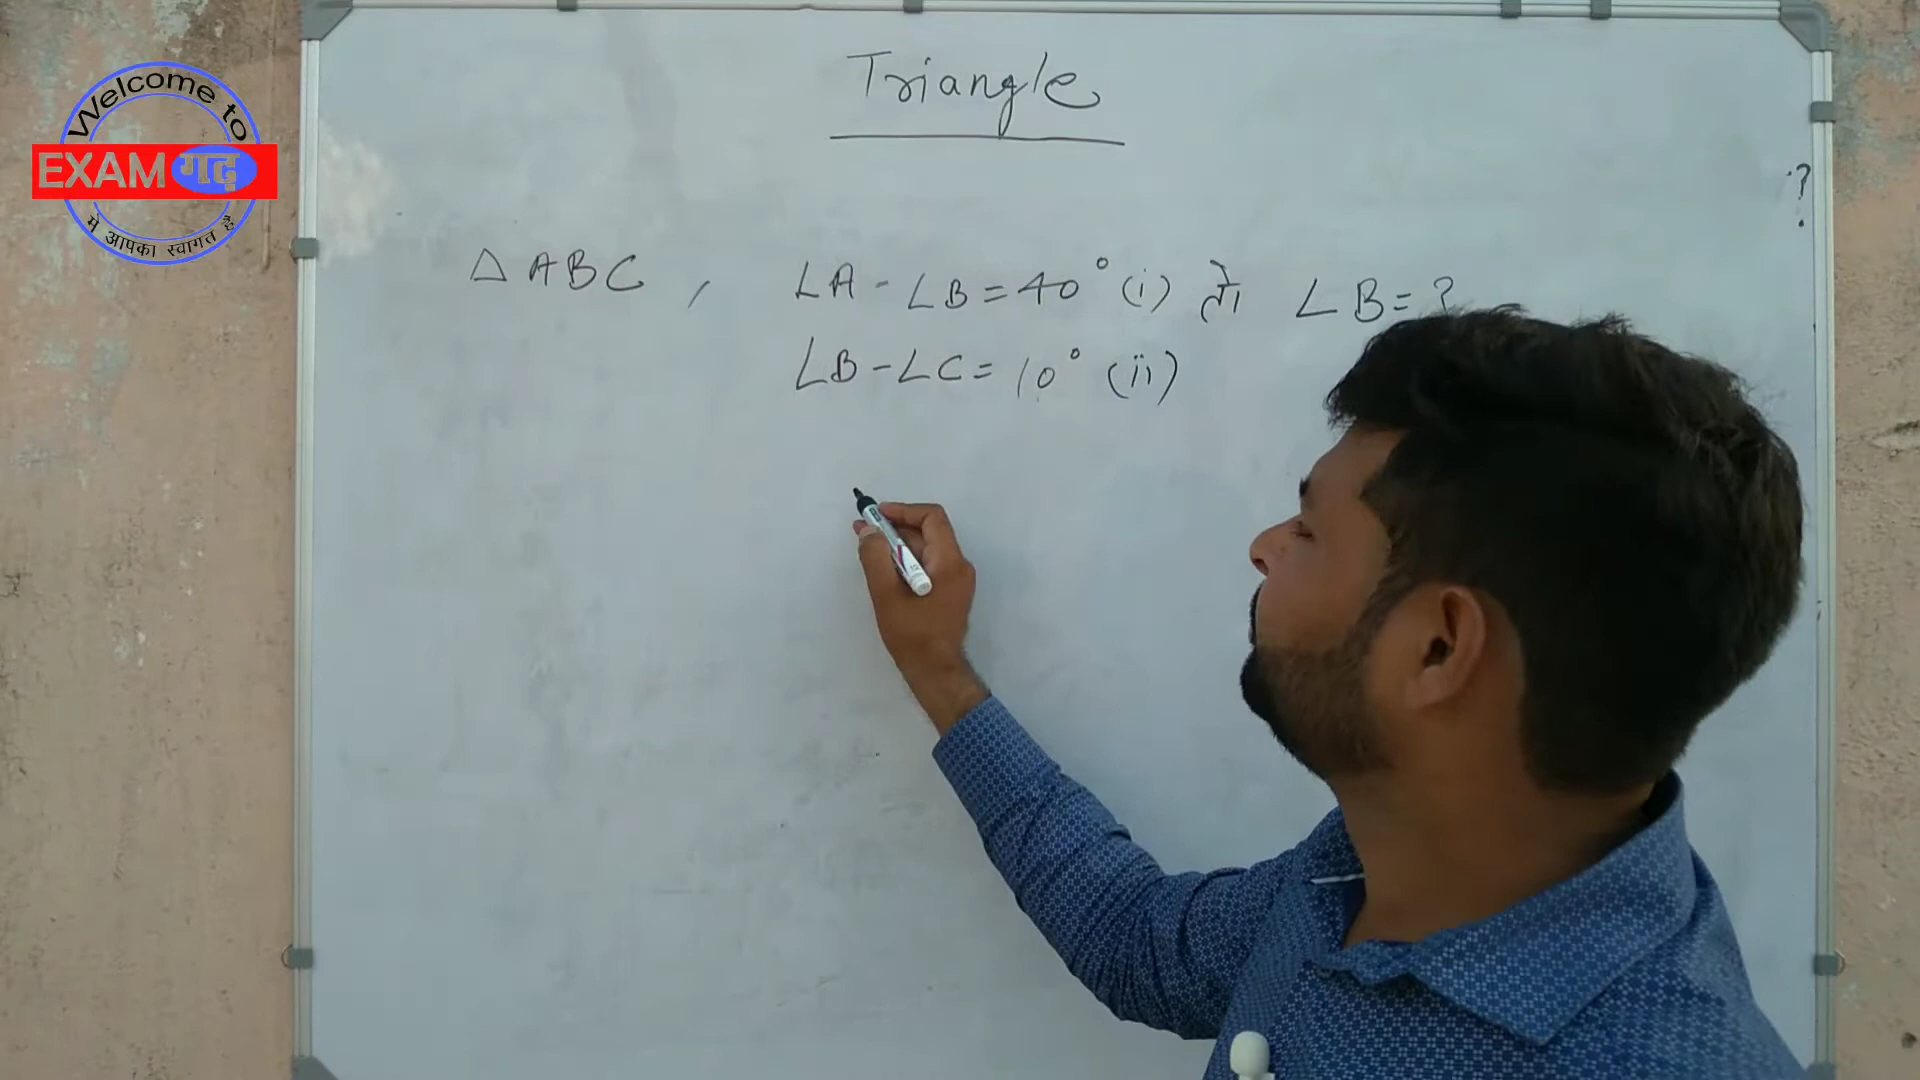 Welcome to
EXAM गढ़
में आपका स्वागत है
Triangle
?
△ABC, ∠A-∠B=40° (i) तो ∠B=?
∠B-∠C=10° (ii)